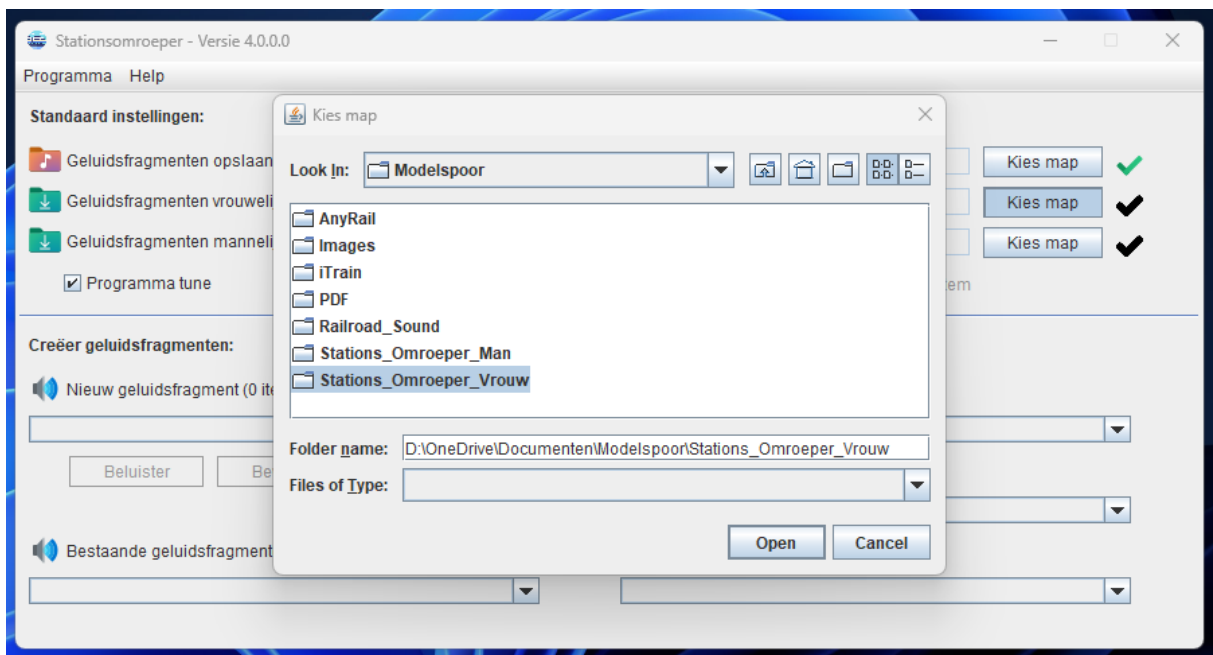 Stationsomroeper - Versie 4.0.0.0
Programma Help
Standaard instellingen:
Geluidsfragmenten opslaan
Geluidsfragmenten vrouweli
Geluidsfragmenten manneli
Programma tune
Kies map
Kies map
Kies map
em
Kies map
Look In: Modelspoor
AnyRail
Images
iTrain
PDF
Railroad_Sound
Stations_Omroeper_Man
Stations_Omroeper_Vrouw
Folder name: D:\OneDrive\Documenten\Modelspoor\Stations_Omroeper_Vrouw
Files of Type:
Open Cancel
Creëer geluidsfragmenten:
Nieuw geluidsfragment (0 ite
Beluister Be
Bestaande geluidsfragment